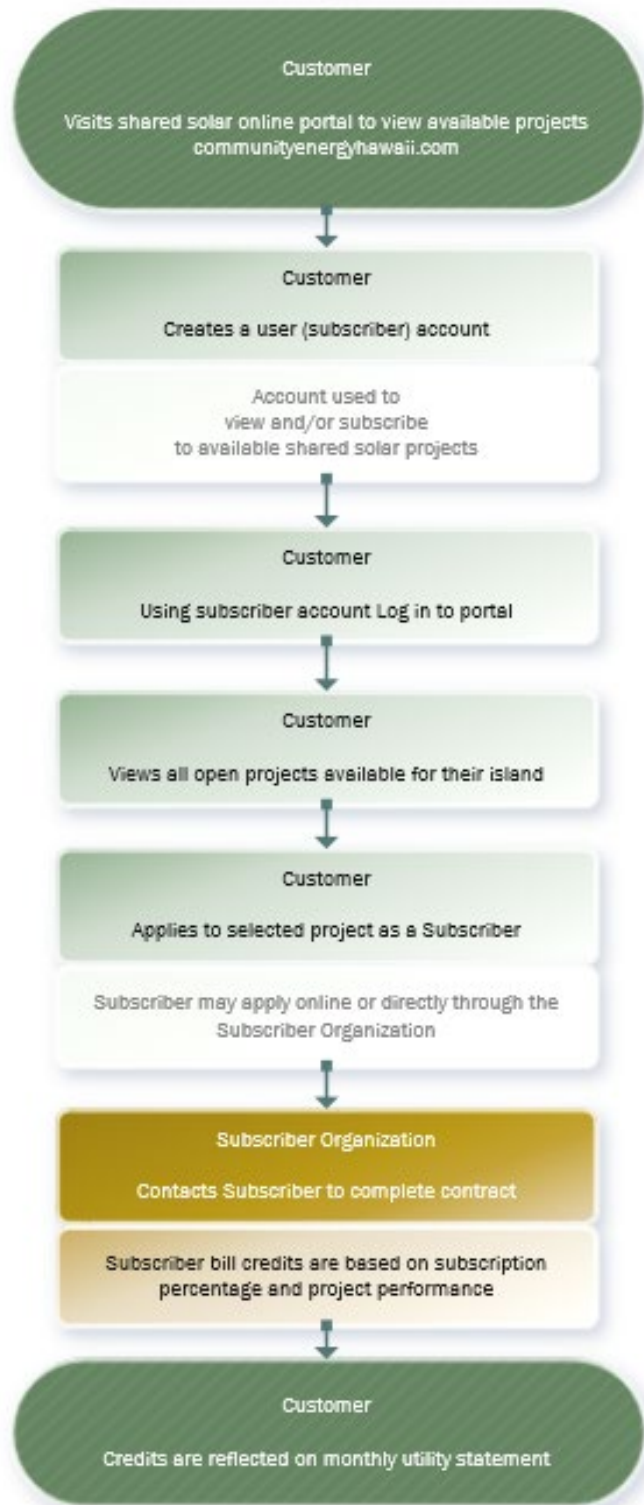 Customer
Visits shared solar online portal to view available projects
communityenergyhawaii.com
Customer
Creates a user (subscriber) account
Account used to
view and/or subscribe
to available shared solar projects
Customer
Using subscriber account Log in to portal
Customer
Views all open projects available for their island
Customer
Applies to selected project as a Subscriber
Subscriber may apply online or directly through the
Subscriber Organization
Subscriber Organization
Contacts Subscriber to complete contract
Subscriber bill credits are based on subscription
percentage and project performance
Customer
Credits are reflected on monthly utility statement